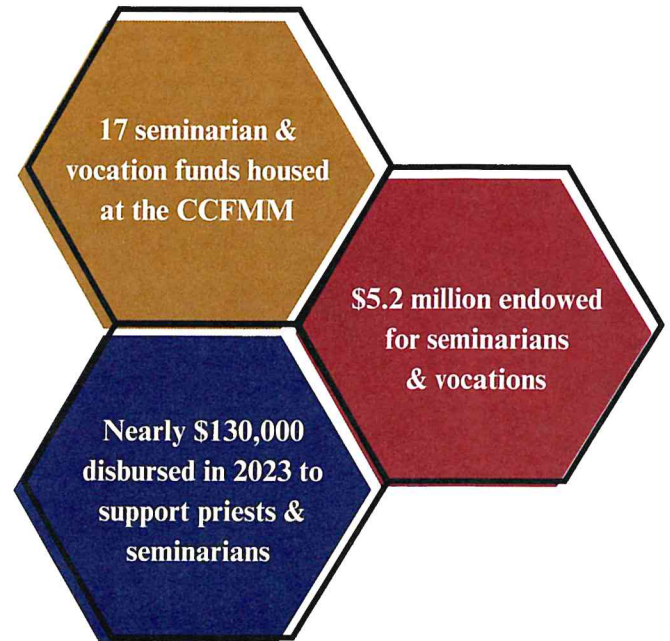 17 seminarian &
vocation funds housed
at the CCFMM
$5.2 million endowed
for seminarians
& vocations
Nearly $130,000
disbursed in 2023 to
support priests &
seminarians